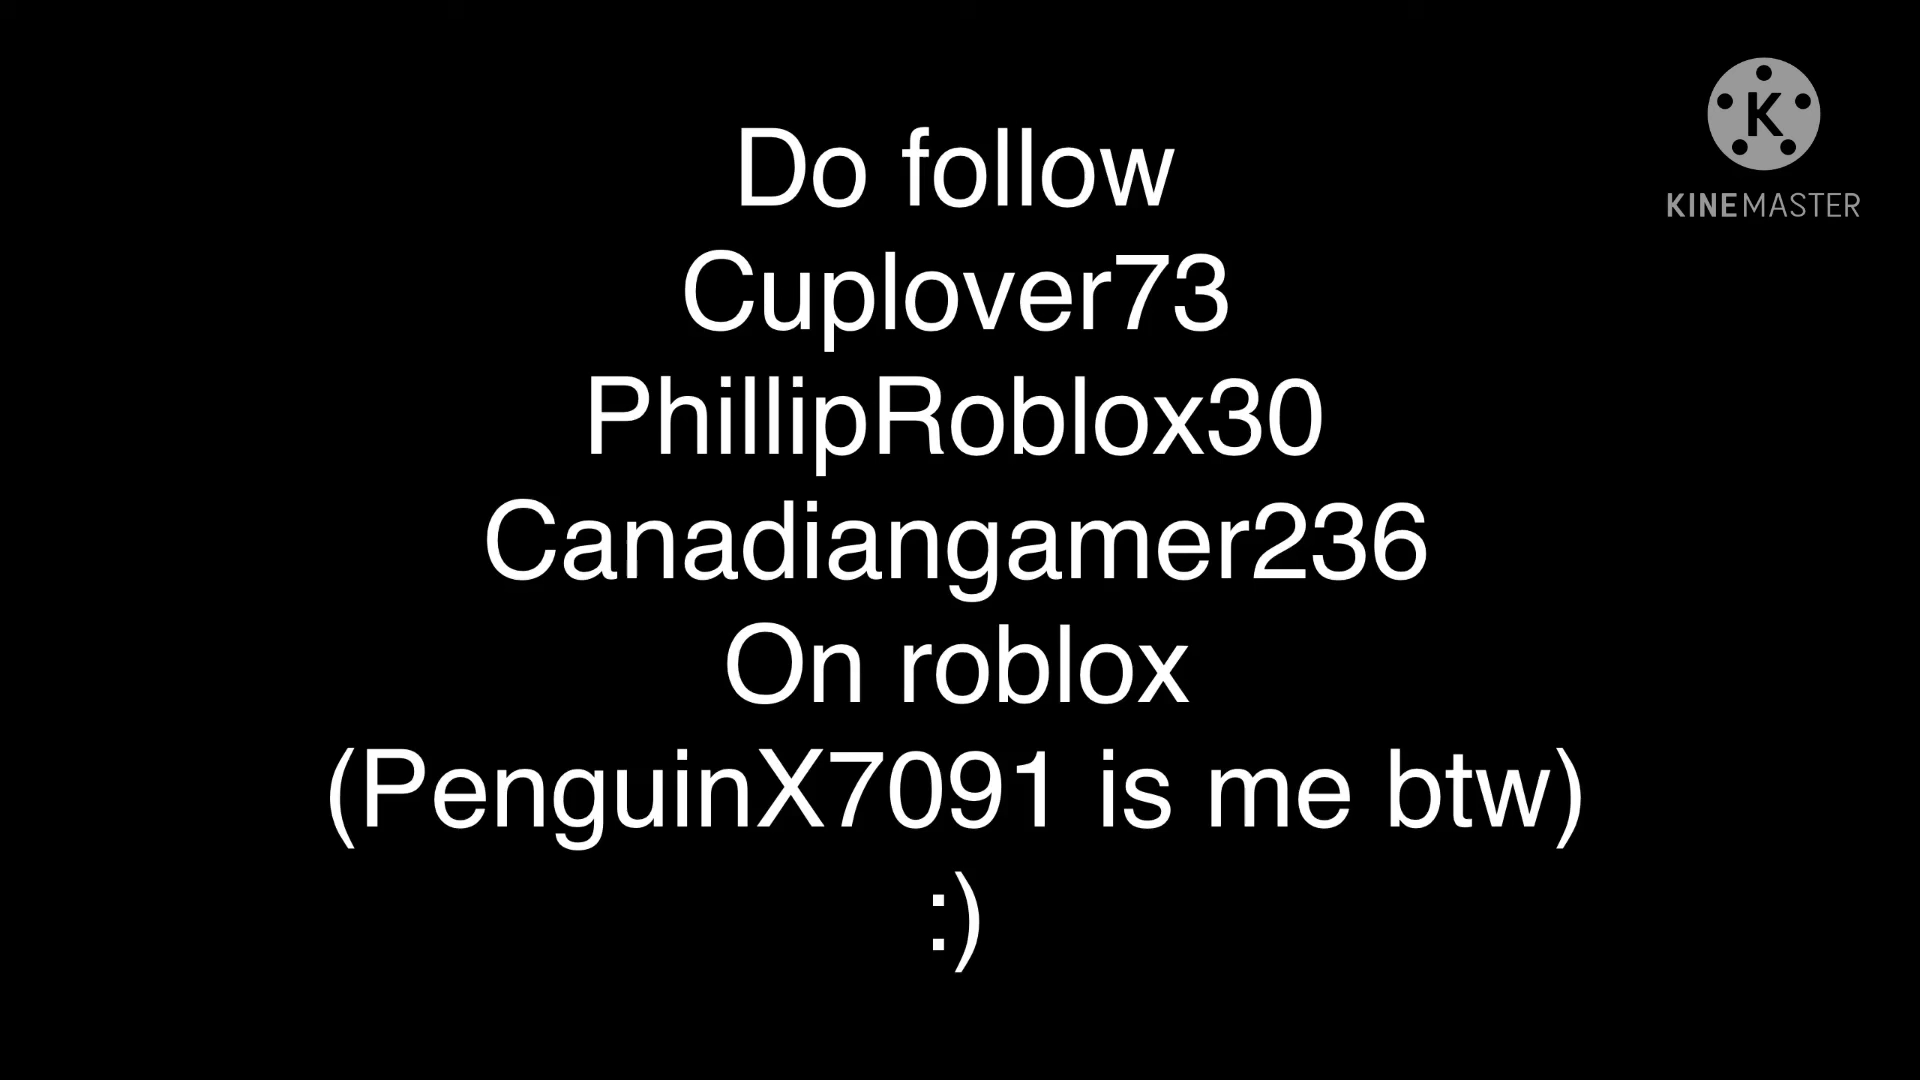 Do follow
Cuplover73
PhillipRoblox30
Canadiangamer236
On roblox
(PenguinX7091 is me btw)
:)
K
KINEMASTER